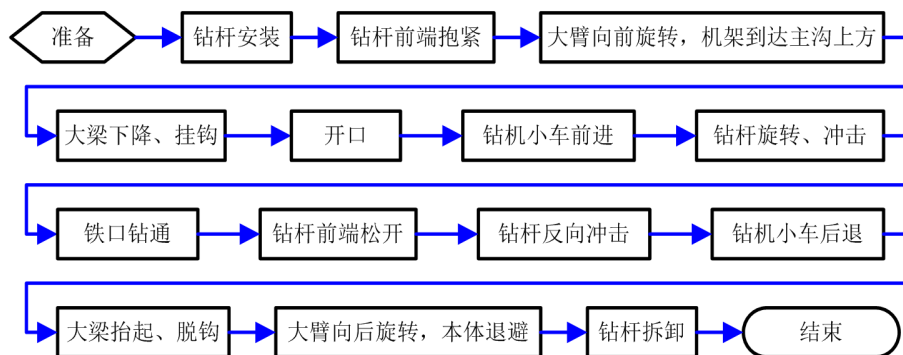 准备
钻杆安装
钻杆前端抱紧
大臂向前旋转，机架到达主沟上方
大梁下降、挂钩
开口
钻机小车前进
钻杆旋转、冲击
铁口钻通
钻杆前端松开
钻杆反向冲击
钻机小车后退
大梁抬起、脱钩
大臂向后旋转，本体退避
钻杆拆卸
结束